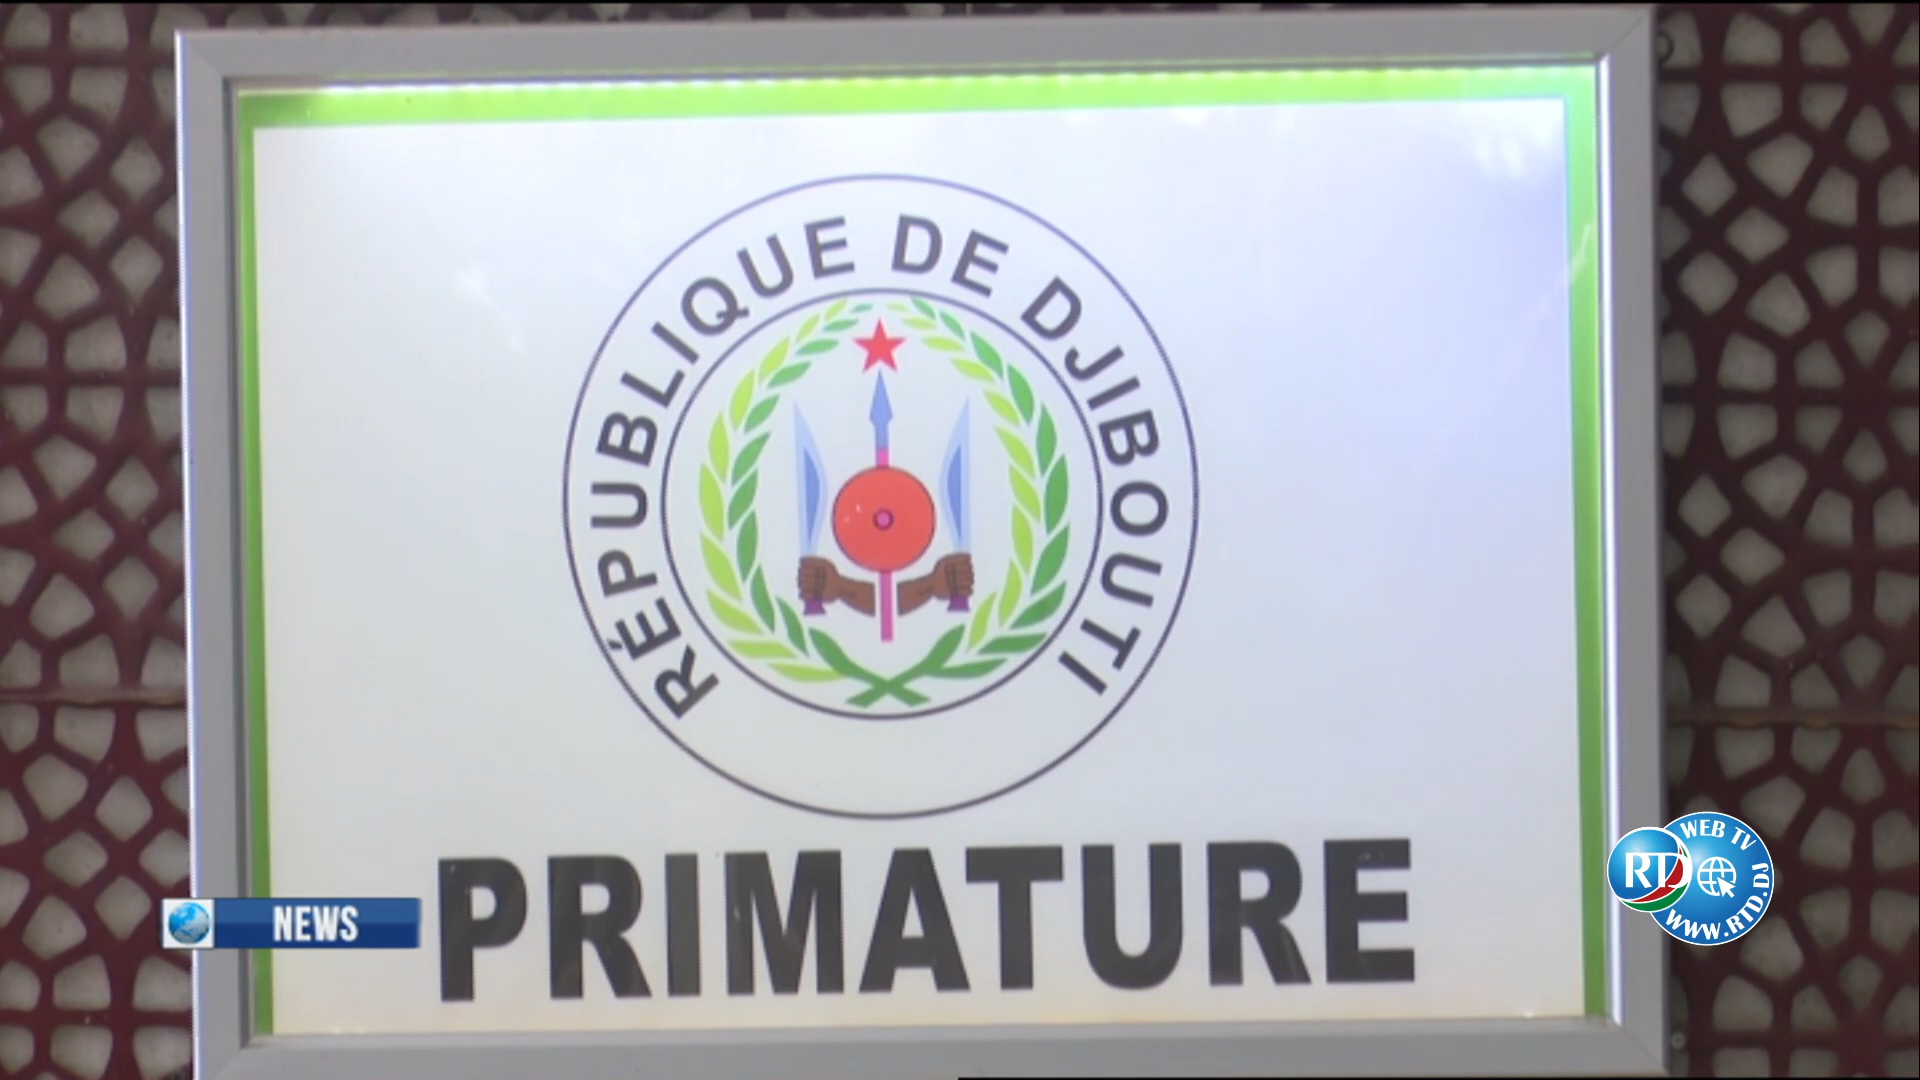 RÉPUBLIQUE DE DJIBOUTI
PRIMATURE
NEWS
WEB TV
RTD
WWW.RTD.DJ